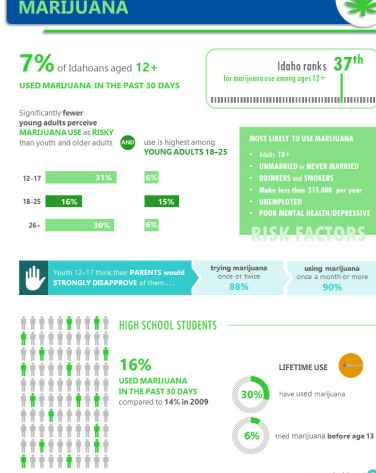 MARIJUANA
7% of Idahoans aged 12+
USED MARIJUANA IN THE PAST 30 DAYS
Idaho ranks 37th
for marijuana use among ages 12+
Significantly fewer
young adults perceive
MARIJUANA USE as RISKY
than youth and older adults
AND
use is highest among
YOUNG ADULTS 18–25
12–17 31% 6%
18–25 16% 15%
26+ 30% 6%
MOST LIKELY TO USE MARIJUANA
• Adults 18+
• UNMARRIED or NEVER MARRIED
• DRINKERS and SMOKERS
• Make less than $15,000 per year
• UNEMPLOYED
• POOR MENTAL HEALTH/DEPRESSIVE
RISK FACTORS
Youth 12–17 think their PARENTS would
STRONGLY DISAPPROVE of them . . .
trying marijuana
once or twice
88%
using marijuana
once a month or more
90%
HIGH SCHOOL STUDENTS
16%
USED MARIJUANA
IN THE PAST 30 DAYS
compared to 14% in 2009
LIFETIME USE
30% have used marijuana
6% tried marijuana before age 13